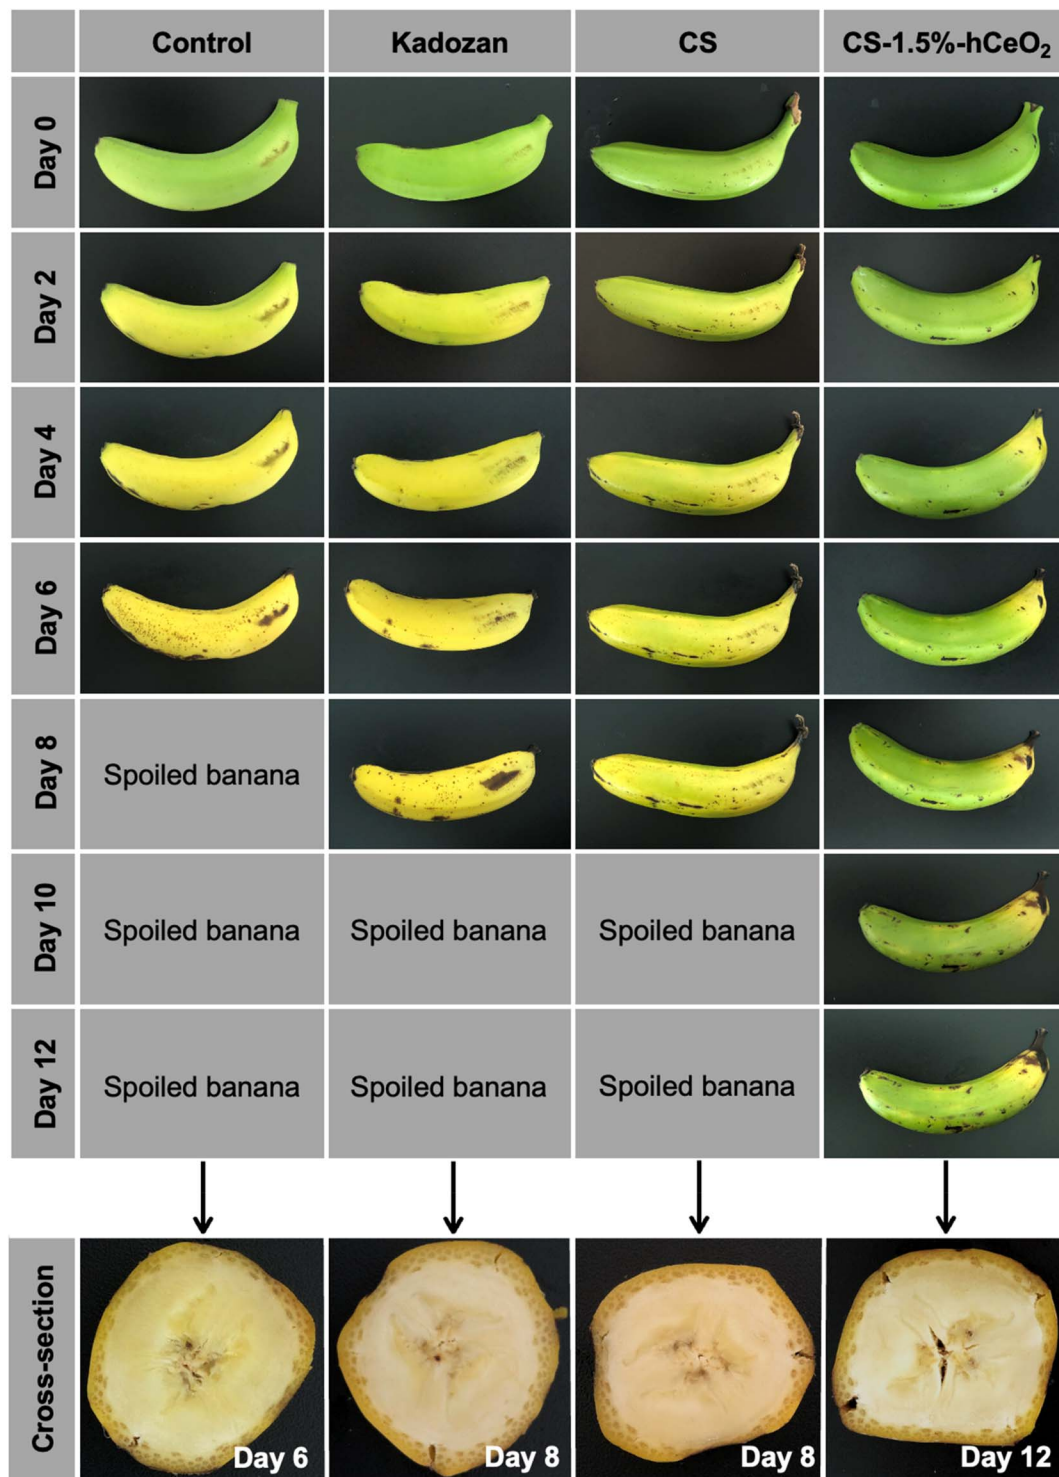 Control Kadozan CS CS-1.5%-hCeO₂
Day 0
Day 2
Day 4
Day 6
Day 8 Spoiled banana
Day 10 Spoiled banana Spoiled banana Spoiled banana
Day 12 Spoiled banana Spoiled banana Spoiled banana
Cross-section Day 6 Day 8 Day 8 Day 12